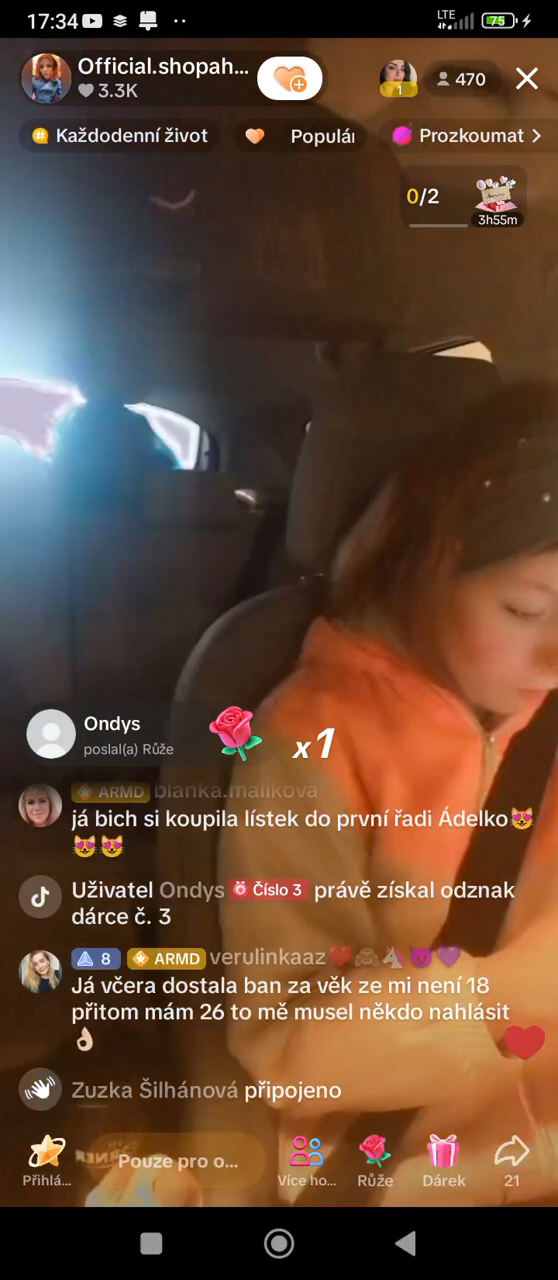 17:34
LTE
75
Official.shopah...
3.3K
1
470
Každodenní život
Populár
Prozkoumat
0/2
3h55m
Ondys
poslal(a) Růže
x1
ARMD blanka.malikova
já bich si koupila lístek do první řadi Ádelko😻
😻😻
Uživatel Ondys Číslo 3 právě získal odznak
dárce č. 3
8 ARMD verulinkaaz❤️🙈🦄😈💜
Já včera dostala ban za věk ze mi není 18
přitom mám 26 to mě musel někdo nahlásit
👌🏻
Zuzka Šilhánová připojeno
Přihlá...
Pouze pro o...
Více ho...
Růže
Dárek
21